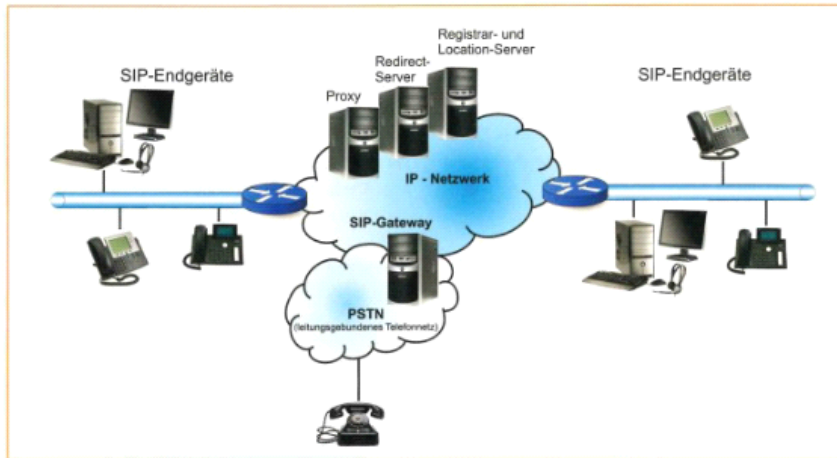 SIP-Endgeräte
Proxy
Redirect-
Server
Registrar- und
Location-Server
SIP-Endgeräte
IP - Netzwerk
SIP-Gateway
PSTN
(leitungsgebundenes Telefonnetz)